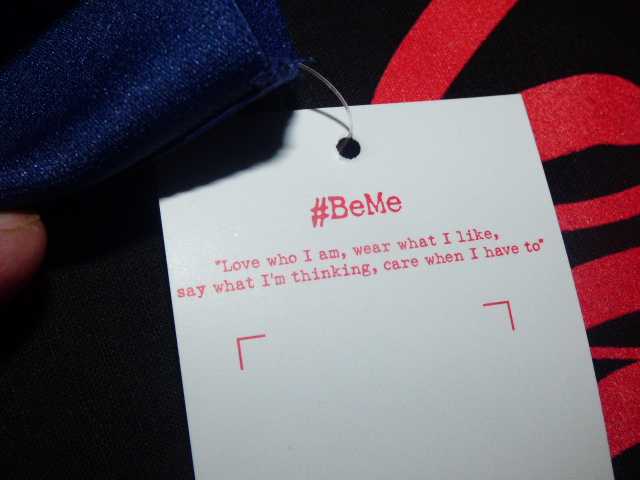 #BeMe
"Love who I am, wear what I like,
say what I'm thinking, care when I have to"